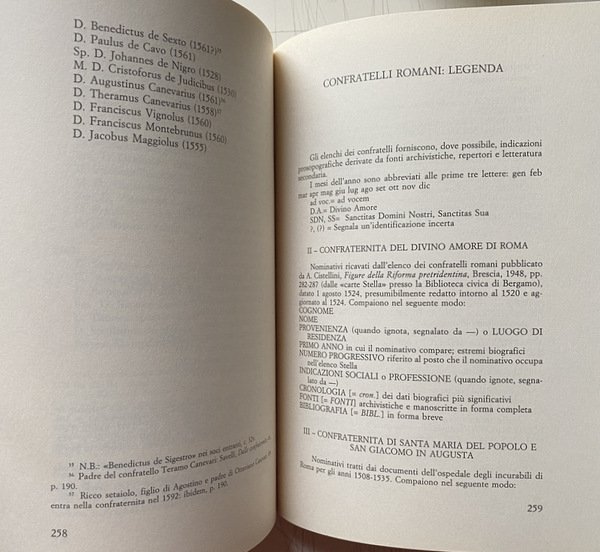 D. Benedictus de Sexto (1561?)³⁵
D. Paulus de Cavo (1561)
Sp. D. Johannes de Nigro (1528)
M. D. Cristoforus de Judicibus (1530)
D. Augustinus Canevarius (1561)³⁶
D. Theramus Canevarius (1558)³⁷
D. Franciscus Vignolus (1560)
D. Franciscus Montebrunus (1560)
D. Jacobus Maggiolus (1555)
³⁵ N.B.: «Benedictus de Sigestro» nei soci estratti, c. 52v.
³⁶ Padre del confratello Teramo Canevari Savelli,
p. 190.
³⁷ Ricco setaiolo, figlio di Agostino e padre di Ottaviano
entra nella confraternita nel 1592: ibidem, p. 190.
258
CONFRATELLI ROMANI: LEGENDA
Gli elenchi dei confratelli forniscono, dove possibile, indicazioni
prosopografiche derivate da fonti archivistiche, repertori e letteratura
secondaria.
I mesi dell'anno sono abbreviati alle prime tre lettere: gen feb
mar apr mag giu lug ago set ott nov dic
ad voc.= ad vocem
D.A.= Divino Amore
SDN, SS= Sanctitas Domini Nostri, Sanctitas Sua
?, (?) = Segnala un'identificazione incerta
II – CONFRATERNITA DEL DIVINO AMORE DI ROMA
Nominativi ricavati dall'elenco dei confratelli romani pubblicato
da A. Cistellini, Figure della Riforma pretridentina, Brescia, 1948, pp.
282-287 (dalle «carte Stella» presso la Biblioteca civica di Bergamo),
datato 1 agosto 1524, presumibilmente redatto intorno al 1520 e ag-
giornato al 1524. Compaiono nel seguente modo:
COGNOME
NOME
PROVENIENZA (quando ignota, segnalato da —) o LUOGO DI
RESIDENZA
PRIMO ANNO in cui il nominativo compare; estremi biografici
NUMERO PROGRESSIVO riferito al posto che il nominativo occupa
nell'elenco Stella
INDICAZIONI SOCIALI o PROFESSIONE (quando ignote, segna-
lato da —)
CRONOLOGIA [= cron.] dei dati biografici più significativi
FONTI [= FONTI] archivistiche e manoscritte in forma completa
BIBLIOGRAFIA [= BIBL.] in forma breve
III – CONFRATERNITA DI SANTA MARIA DEL POPOLO E
SAN GIACOMO IN AUGUSTA
Nominativi tratti dai documenti dell'ospedale degli incurabili di
Roma per gli anni 1508-1535. Compaiono nel seguente modo:
259